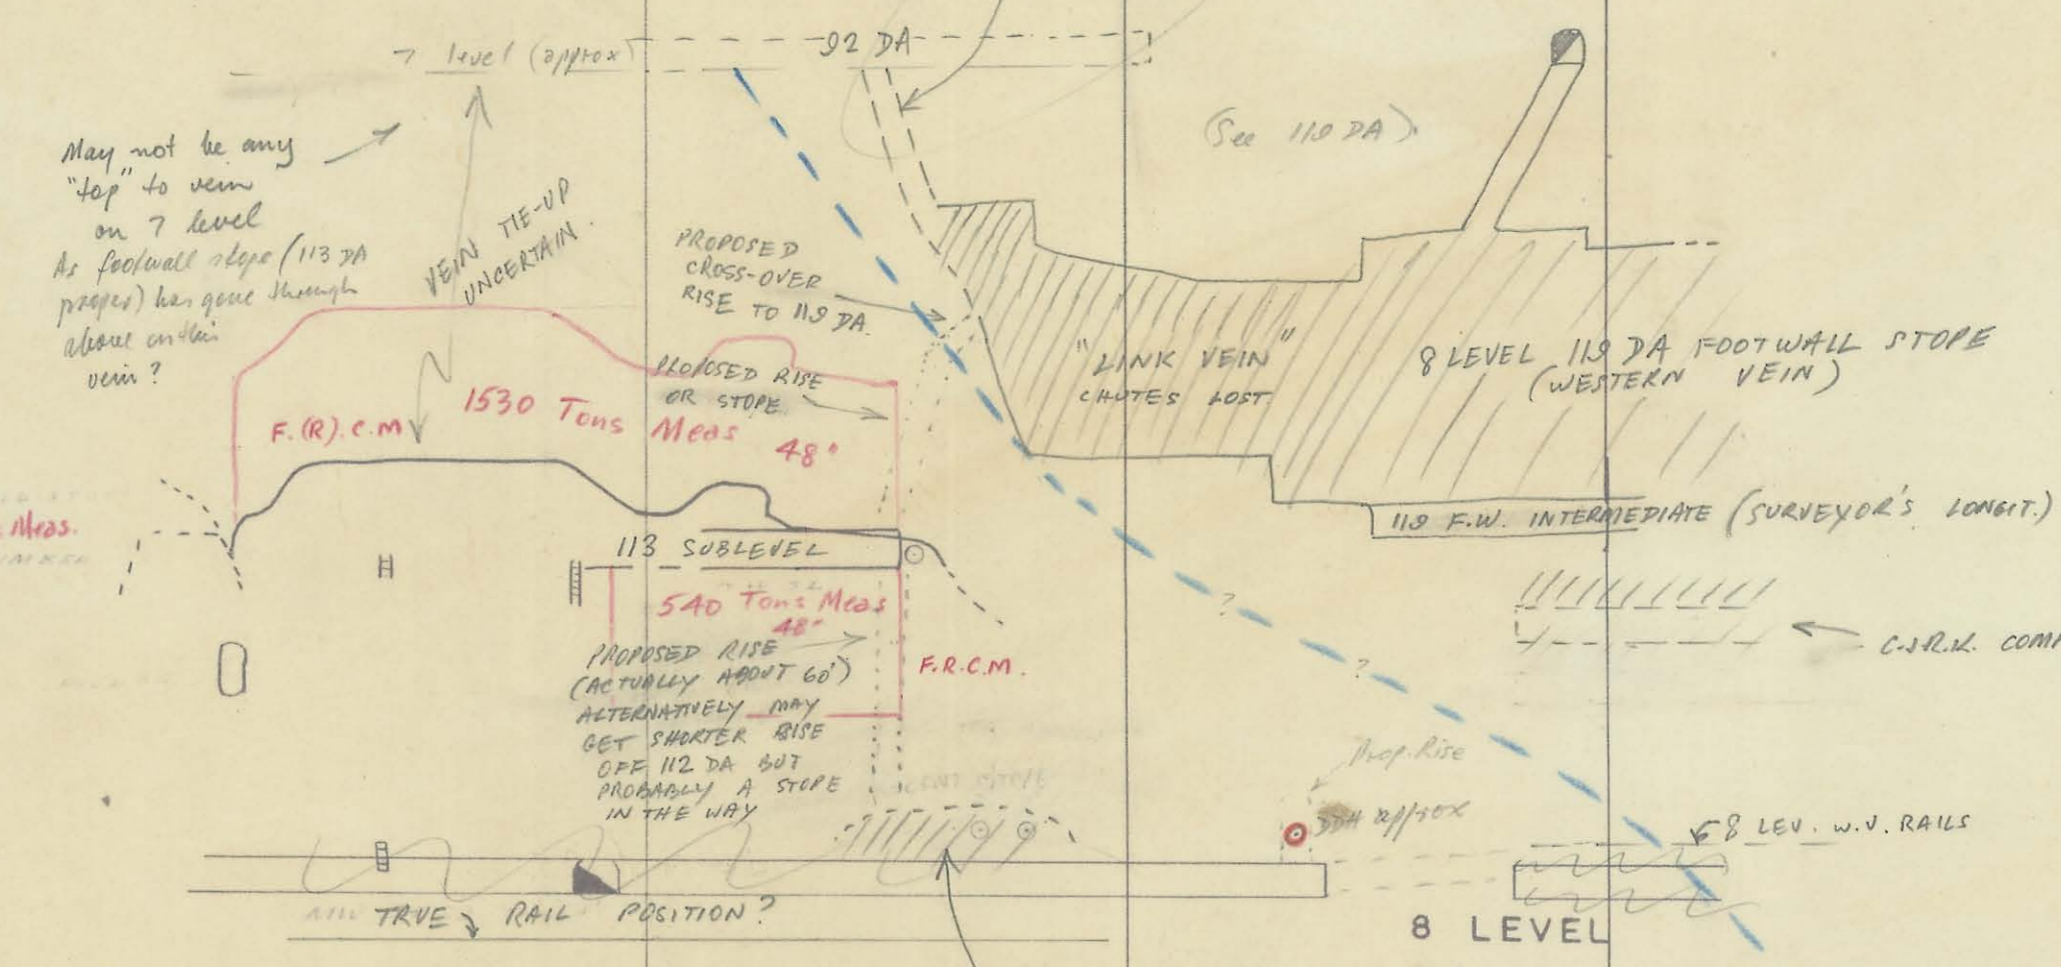 7 level (approx)
92 DA
(See 119 DA)
May not be any
"top" to vein
on 7 level
As footwall stope (113 DA
proper) has gone through
above on this
vein?
VEIN TIE-UP
UNCERTAIN.
PROPOSED
CROSS-OVER
RISE TO 119 DA.
PROPOSED RISE
OR STOPE
F.(R).C.M
1530 Tons Meas
48"
"LINK VEIN"
CHUTES LOST.
8 LEVEL 119 DA FOOTWALL STOPE
(WESTERN VEIN)
119 F.W. INTERMEDIATE (SURVEYOR'S LONGIT.)
Meas.
113 SUBLEVEL
540 Tons Meas
48"
PROPOSED RISE
(ACTUALLY ABOUT 60')
ALTERNATIVELY MAY
GET SHORTER RISE
OFF 112 DA BUT
PROBABLY A STOPE
IN THE WAY
F.R.C.M.
?
?
Prop. Rise
DDH approx
8 LEV. W.V. RAILS
TRUE RAIL POSITION?
8 LEVEL